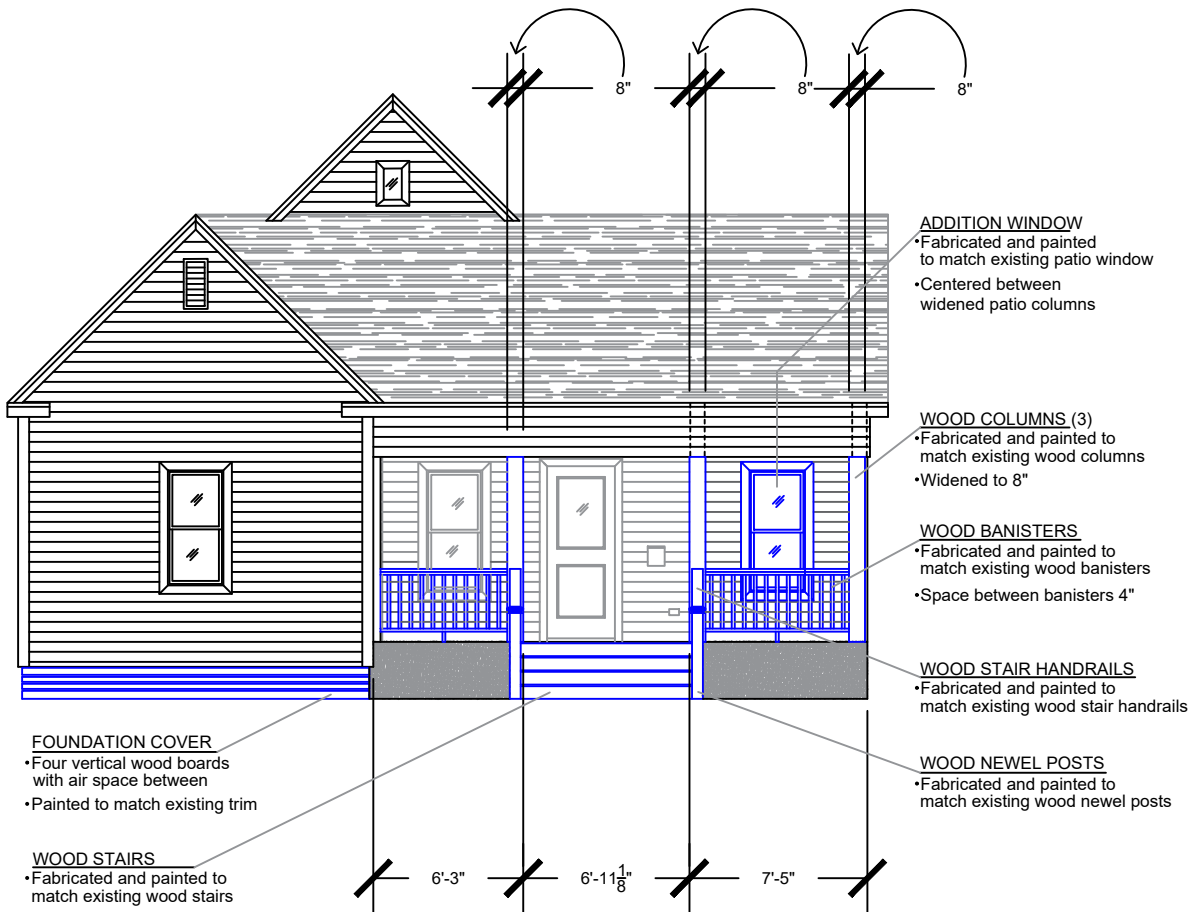 8"
8"
8"
ADDITION WINDOW
•Fabricated and painted
to match existing patio window
•Centered between
widened patio columns
WOOD COLUMNS (3)
•Fabricated and painted to
match existing wood columns
•Widened to 8"
WOOD BANISTERS
•Fabricated and painted to
match existing wood banisters
•Space between banisters 4"
WOOD STAIR HANDRAILS
•Fabricated and painted to
match existing wood stair handrails
WOOD NEWEL POSTS
•Fabricated and painted to
match existing wood newel posts
FOUNDATION COVER
•Four vertical wood boards
with air space between
•Painted to match existing trim
WOOD STAIRS
•Fabricated and painted to
match existing wood stairs
6'-3"
6'-11 1/8"
7'-5"